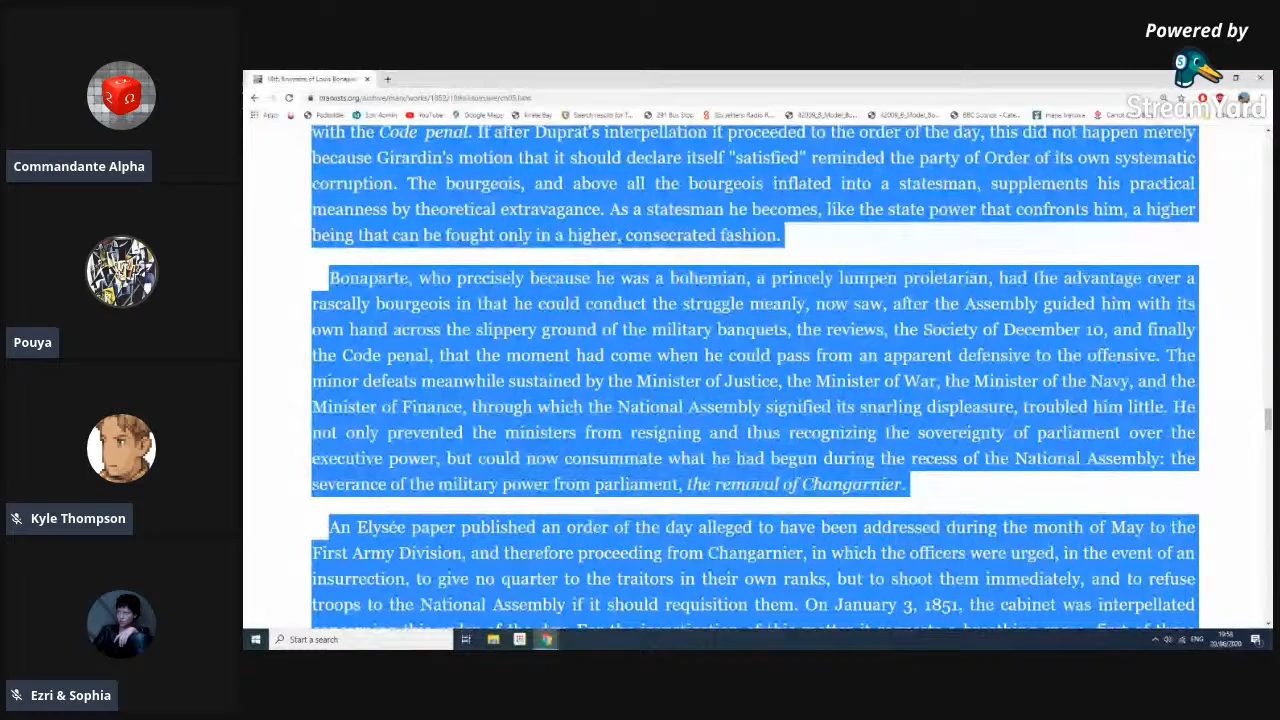 Powered by
StreamYard
Commandante Alpha
Pouya
Kyle Thompson
Ezri & Sophia
Apps
YouTube
Google Maps
with the Code penal. If after Duprat's interpellation it proceeded to the order of the day, this did not happen merely
because Girardin's motion that it should declare itself "satisfied" reminded the party of Order of its own systematic
corruption. The bourgeois, and above all the bourgeois inflated into a statesman, supplements his practical
meanness by theoretical extravagance. As a statesman he becomes, like the state power that confronts him, a higher
being that can be fought only in a higher, consecrated fashion.
Bonaparte, who precisely because he was a bohemian, a princely lumpen proletarian, had the advantage over a
rascally bourgeois in that he could conduct the struggle meanly, now saw, after the Assembly guided him with its
own hand across the slippery ground of the military banquets, the reviews, the Society of December 10, and finally
the Code penal, that the moment had come when he could pass from an apparent defensive to the offensive. The
minor defeats meanwhile sustained by the Minister of Justice, the Minister of War, the Minister of the Navy, and the
Minister of Finance, through which the National Assembly signified its snarling displeasure, troubled him little. He
not only prevented the ministers from resigning and thus recognizing the sovereignty of parliament over the
executive power, but could now consummate what he had begun during the recess of the National Assembly: the
severance of the military power from parliament, the removal of Changarnier.
An Elysée paper published an order of the day alleged to have been addressed during the month of May to the
First Army Division, and therefore proceeding from Changarnier, in which the officers were urged, in the event of an
insurrection, to give no quarter to the traitors in their own ranks, but to shoot them immediately, and to refuse
troops to the National Assembly if it should requisition them. On January 3, 1851, the cabinet was interpellated
Start a search
ENG
19:58
20/06/2020